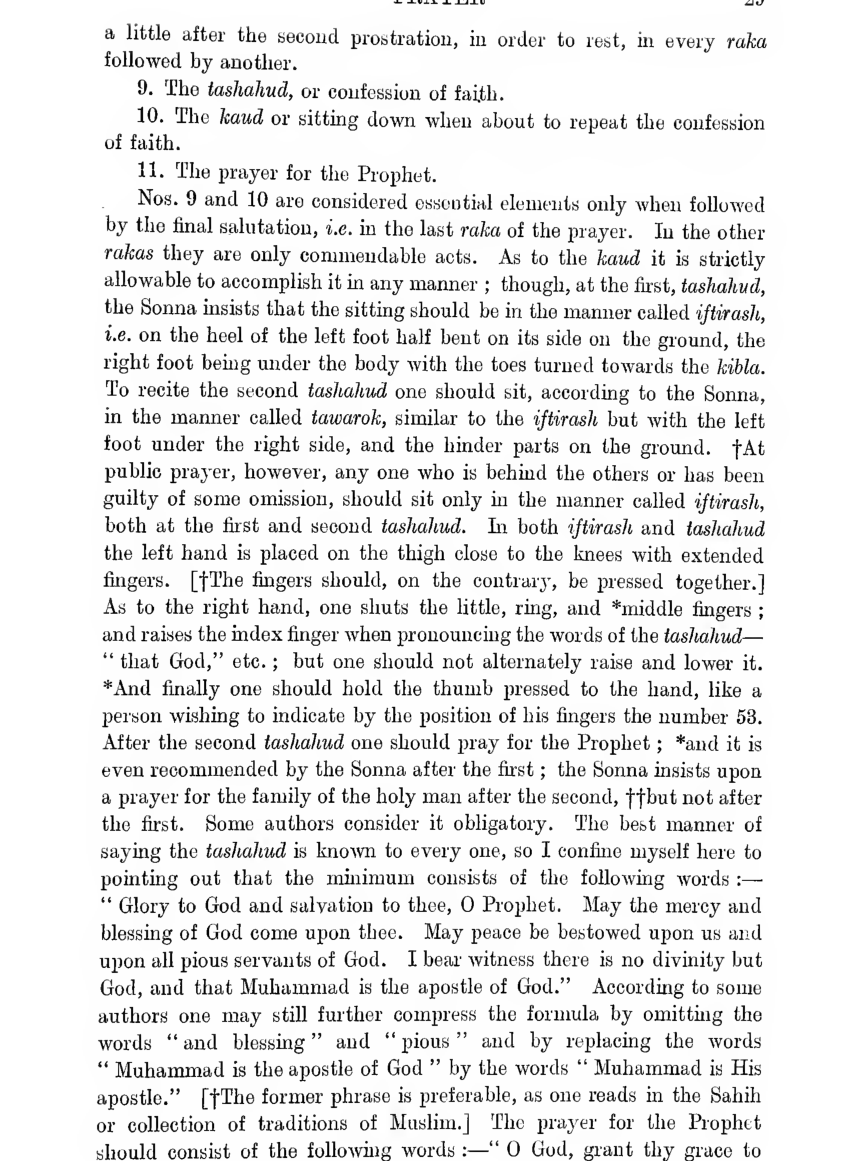 PRAYER 29
a little after the second prostration, in order to rest, in every raka
followed by another.
9. The tashahud, or confession of faith.
10. The kaud or sitting down when about to repeat the confession
of faith.
11. The prayer for the Prophet.
Nos. 9 and 10 are considered essential elements only when followed
by the final salutation, i.e. in the last raka of the prayer. In the other
rakas they are only commendable acts. As to the kaud it is strictly
allowable to accomplish it in any manner ; though, at the first, tashahud,
the Sonna insists that the sitting should be in the manner called iftirash,
i.e. on the heel of the left foot half bent on its side on the ground, the
right foot being under the body with the toes turned towards the kibla.
To recite the second tashahud one should sit, according to the Sonna,
in the manner called tawarok, similar to the iftirash but with the left
foot under the right side, and the hinder parts on the ground. †At
public prayer, however, any one who is behind the others or has been
guilty of some omission, should sit only in the manner called iftirash,
both at the first and second tashahud. In both iftirash and tashahud
the left hand is placed on the thigh close to the knees with extended
fingers. [†The fingers should, on the contrary, be pressed together.]
As to the right hand, one shuts the little, ring, and *middle fingers ;
and raises the index finger when pronouncing the words of the tashahud—
“ that God,” etc. ; but one should not alternately raise and lower it.
*And finally one should hold the thumb pressed to the hand, like a
person wishing to indicate by the position of his fingers the number 53.
After the second tashahud one should pray for the Prophet ; *and it is
even recommended by the Sonna after the first ; the Sonna insists upon
a prayer for the family of the holy man after the second, ††but not after
the first. Some authors consider it obligatory. The best manner of
saying the tashahud is known to every one, so I confine myself here to
pointing out that the minimum consists of the following words :—
“ Glory to God and salvation to thee, O Prophet. May the mercy and
blessing of God come upon thee. May peace be bestowed upon us and
upon all pious servants of God. I bear witness there is no divinity but
God, and that Muhammad is the apostle of God.” According to some
authors one may still further compress the formula by omitting the
words “ and blessing ” and “ pious ” and by replacing the words
“ Muhammad is the apostle of God ” by the words “ Muhammad is His
apostle.” [†The former phrase is preferable, as one reads in the Sahih
or collection of traditions of Muslim.] The prayer for the Prophet
should consist of the following words :—“ O God, grant thy grace to